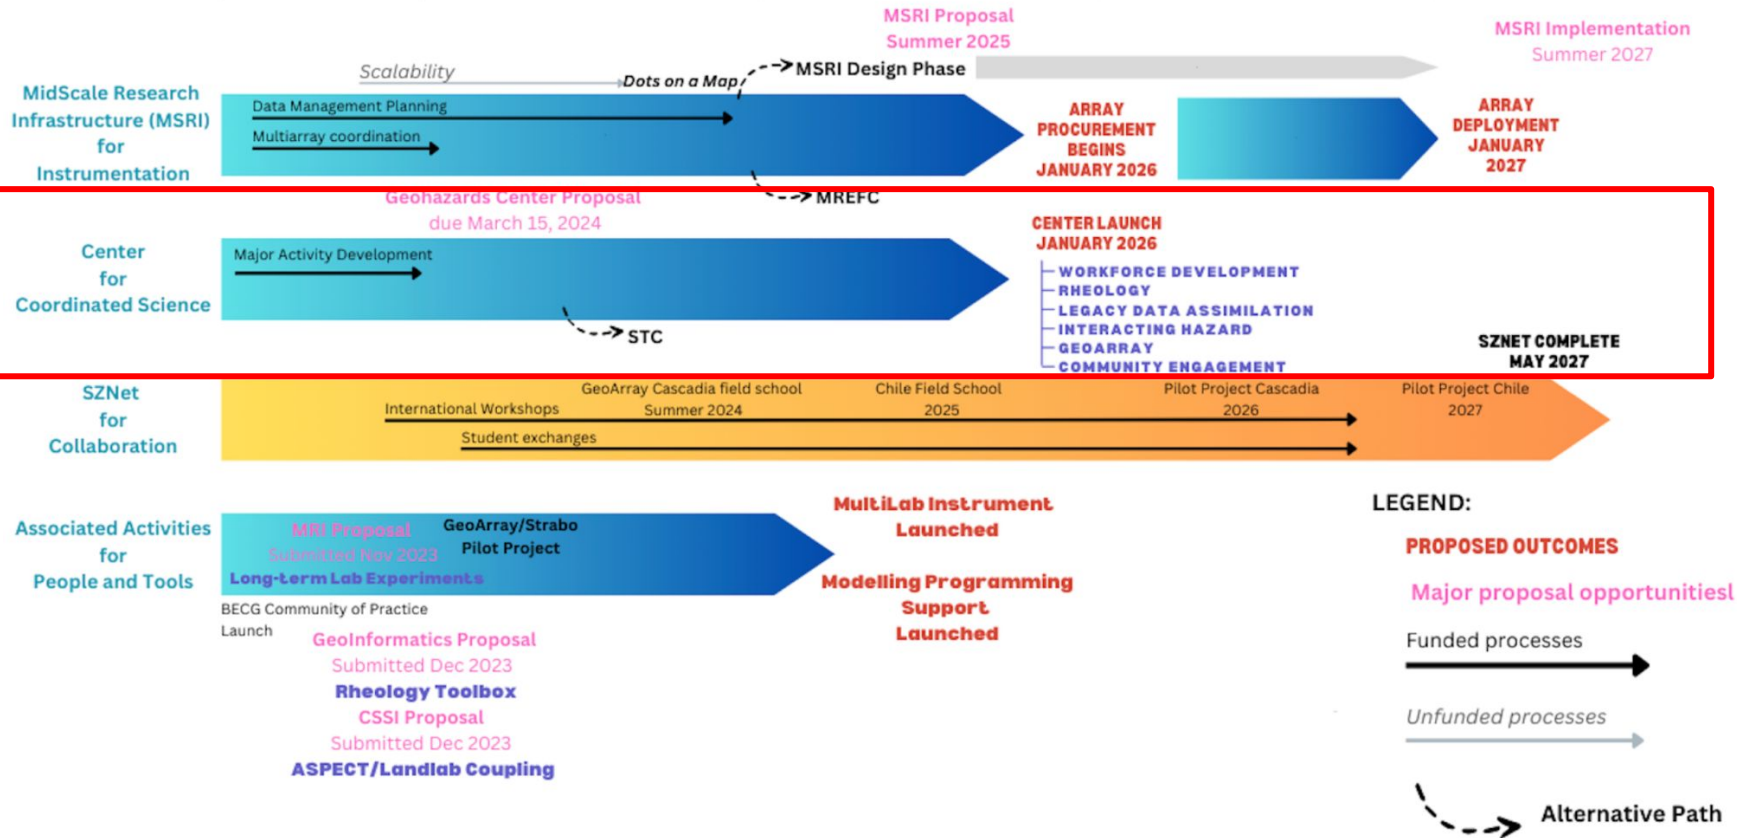 MSRI Proposal
Summer 2025
MSRI Implementation
Summer 2027
Scalability
Dots on a Map
MSRI Design Phase
MidScale Research
Infrastructure (MSRI)
for
Instrumentation
Data Management Planning
Multiarray coordination
ARRAY
PROCUREMENT
BEGINS
JANUARY 2026
ARRAY
DEPLOYMENT
JANUARY
2027
MREFC
Geohazards Center Proposal
due March 15, 2024
Center
for
Coordinated Science
Major Activity Development
STC
CENTER LAUNCH
JANUARY 2026
WORKFORCE DEVELOPMENT
RHEOLOGY
LEGACY DATA ASSIMILATION
INTERACTING HAZARD
GEOARRAY
COMMUNITY ENGAGEMENT
SZNET COMPLETE
MAY 2027
SZNet
for
Collaboration
International Workshops
Student exchanges
GeoArray Cascadia field school
Summer 2024
Chile Field School
2025
Pilot Project Cascadia
2026
Pilot Project Chile
2027
Associated Activities
for
People and Tools
MRI Proposal
Submitted Nov 2023
Long-term Lab Experiments
GeoArray/Strabo
Pilot Project
BECG Community of Practice
Launch
GeoInformatics Proposal
Submitted Dec 2023
Rheology Toolbox
CSSI Proposal
Submitted Dec 2023
ASPECT/Landlab Coupling
MultiLab Instrument
Launched
Modelling Programming
Support
Launched
LEGEND:
PROPOSED OUTCOMES
Major proposal opportunitiesl
Funded processes
Unfunded processes
Alternative Path